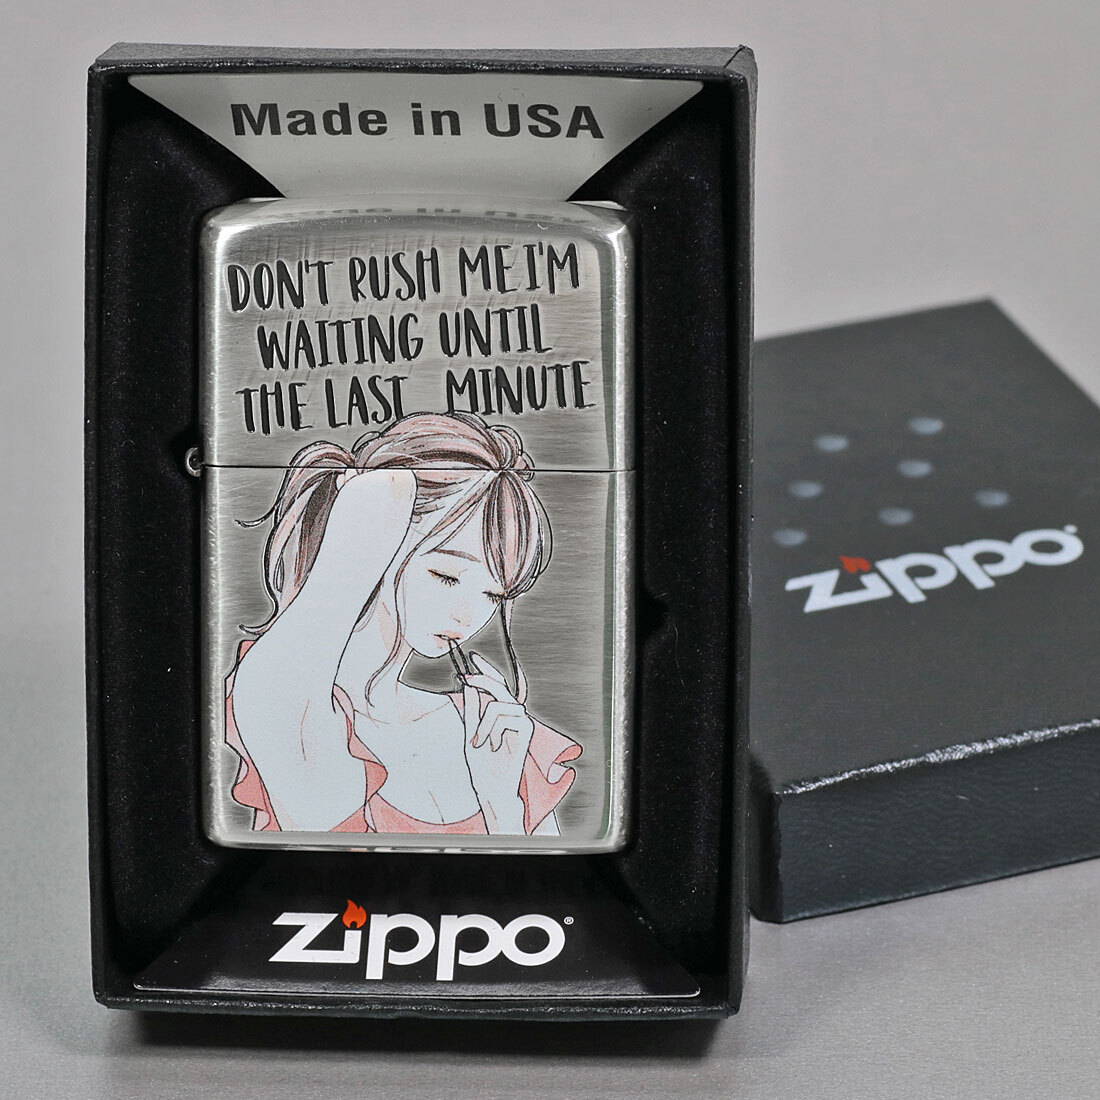 Made in USA
DON'T RUSH ME I'M
WAITING UNTIL
THE LAST MINUTE
zippo
zippo®